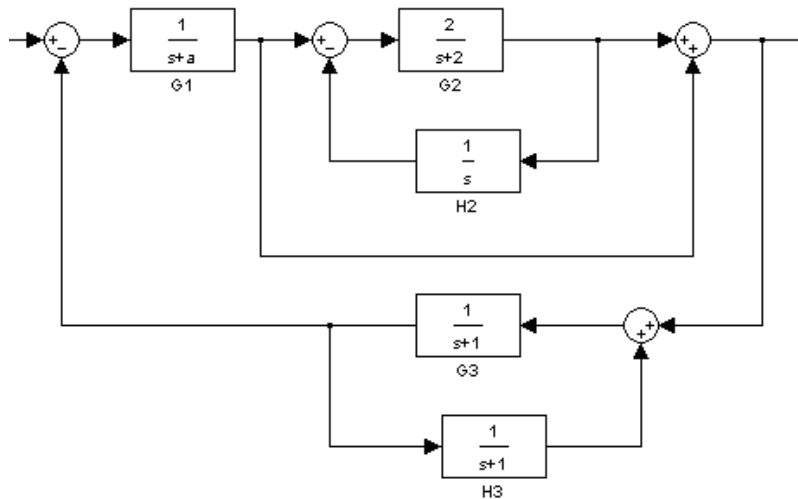 + −
1
s+a
G1
+ −
2
s+2
G2
+ +
1
s
H2
1
s+1
G3
+ +
1
s+1
H3